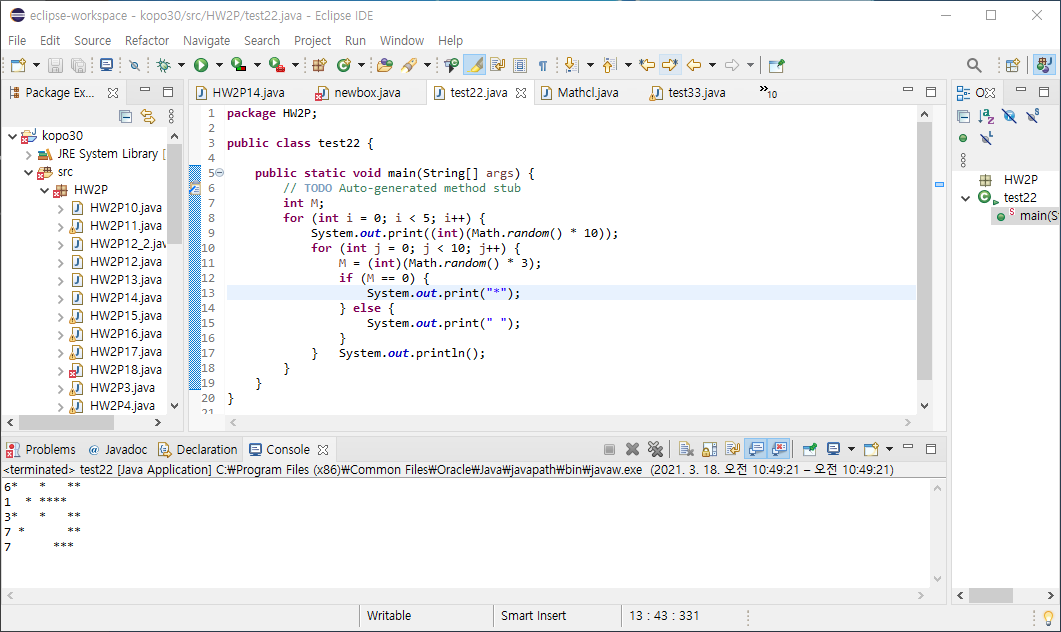 eclipse-workspace - kopo30/src/HW2P/test22.java - Eclipse IDE
File Edit Source Refactor Navigate Search Project Run Window Help
Package Ex...
HW2P14.java newbox.java test22.java Mathcl.java test33.java »10
kopo30
JRE System Library [
src
HW2P
HW2P10.java
HW2P11.java
HW2P12_2.jav
HW2P12.java
HW2P13.java
HW2P14.java
HW2P15.java
HW2P16.java
HW2P17.java
HW2P18.java
HW2P3.java
HW2P4.java
1 package HW2P;
2
3 public class test22 {
4
5     public static void main(String[] args) {
6         // TODO Auto-generated method stub
7         int M;
8         for (int i = 0; i < 5; i++) {
9             System.out.print((int)(Math.random() * 10));
10             for (int j = 0; j < 10; j++) {
11                 M = (int)(Math.random() * 3);
12                 if (M == 0) {
13                     System.out.print("*");
14                 } else {
15                     System.out.print(" ");
16                 }
17             }   System.out.println();
18         }
19     }
20 }
21
HW2P
test22
main(S
Problems @ Javadoc Declaration Console
<terminated> test22 [Java Application] C:₩Program Files (x86)₩Common Files₩Oracle₩Java₩javapath₩bin₩javaw.exe (2021. 3. 18. 오전 10:49:21 – 오전 10:49:21)
6*   *   **
1  * ****
3*   *   **
7 *      **
7      ***
Writable Smart Insert 13 : 43 : 331